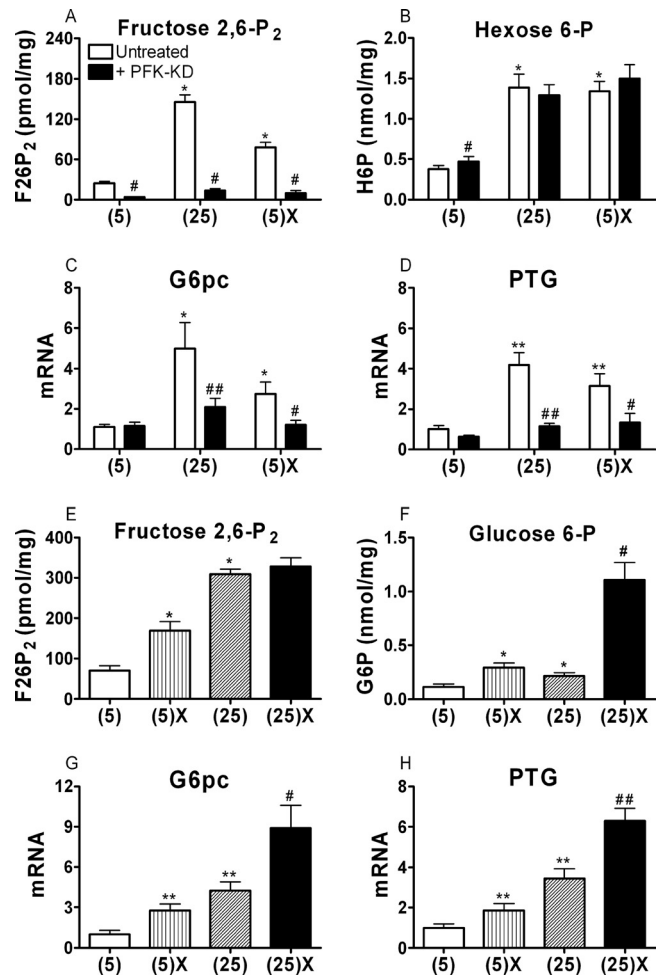 A
Fructose 2,6-P2
Untreated
+ PFK-KD
F26P2 (pmol/mg)
180
120
60
0
*
*
#
#
#
(5)
(25)
(5)X
B
Hexose 6-P
H6P (nmol/mg)
2.0
1.5
1.0
0.5
0.0
#
*
*
(5)
(25)
(5)X
C
G6pc
mRNA
8
6
4
2
0
*
##
*
#
(5)
(25)
(5)X
D
PTG
mRNA
8
6
4
2
0
**
##
**
#
(5)
(25)
(5)X
E
Fructose 2,6-P2
F26P2 (pmol/mg)
400
300
200
100
0
*
*
(5)
(5)X
(25)
(25)X
F
Glucose 6-P
G6P (nmol/mg)
1.5
1.0
0.5
0.0
*
*
#
(5)
(5)X
(25)
(25)X
G
G6pc
mRNA
12
9
6
3
0
**
**
#
(5)
(5)X
(25)
(25)X
H
PTG
mRNA
8
6
4
2
0
**
**
##
(5)
(5)X
(25)
(25)X